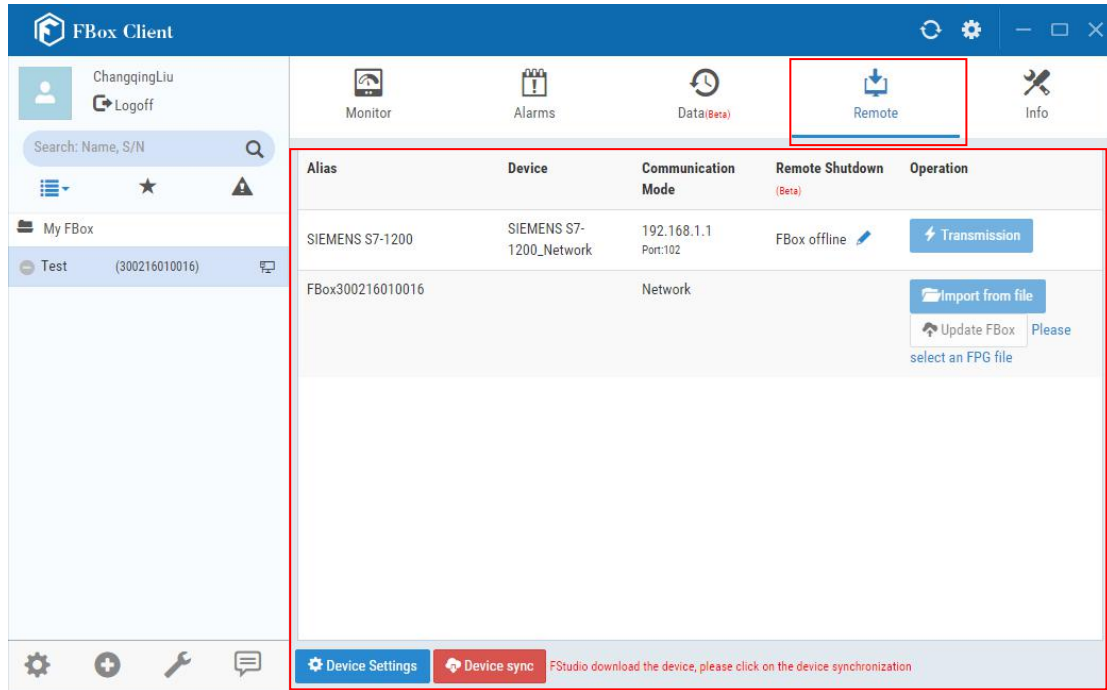 FBox Client
ChangqingLiu
Logoff
Search: Name, S/N
My FBox
Test (300216010016)
Monitor
Alarms
Data(Beta)
Remote
Info
Alias Device Communication Mode Remote Shutdown (Beta) Operation
SIEMENS S7-1200 SIEMENS S7-1200_Network 192.168.1.1 Port:102 FBox offline Transmission
FBox300216010016 Network Import from file
Update FBox Please
select an FPG file
Device Settings Device sync FStudio download the device, please click on the device synchronization